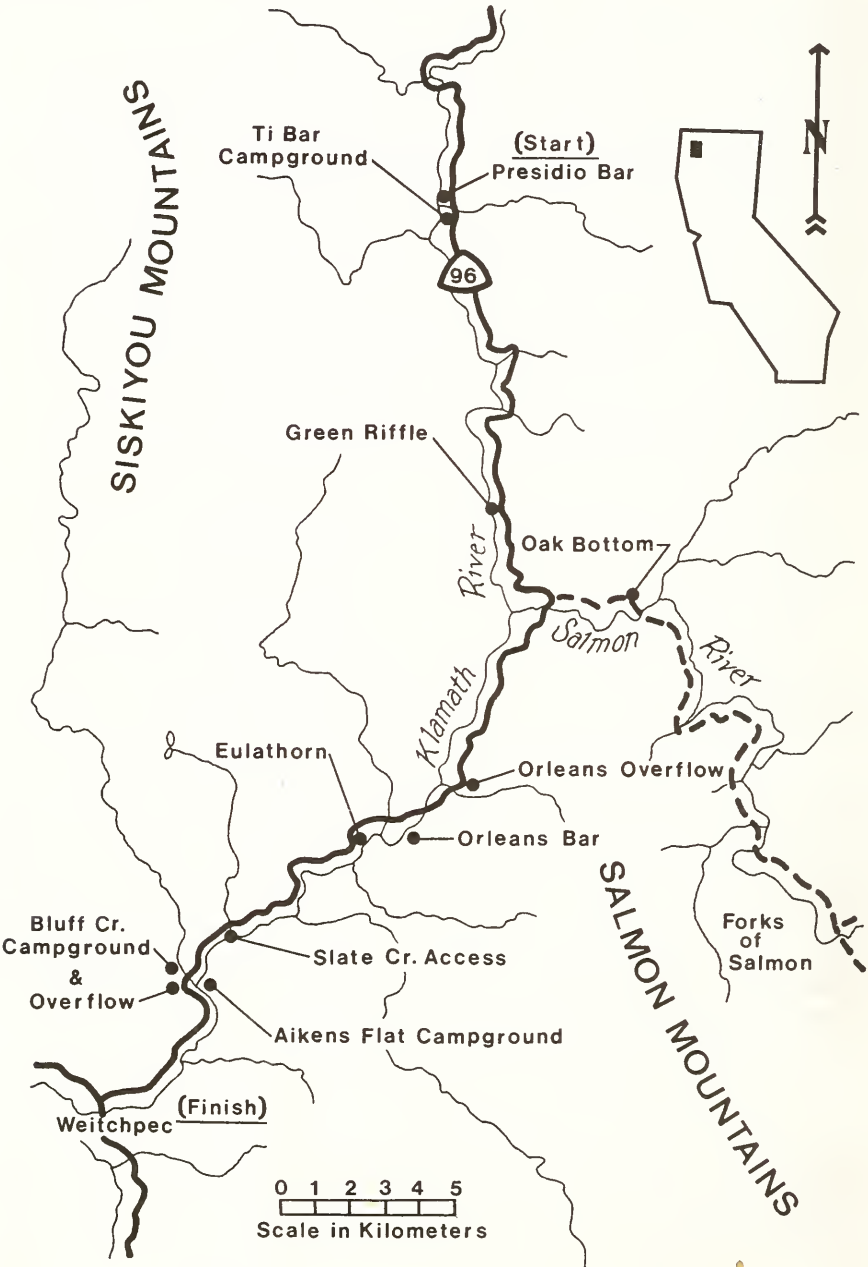 SISKIYOU MOUNTAINS
Ti Bar
Campground
(Start)
Presidio Bar
N
96
Green Riffle
River
Oak Bottom
Salmon
River
Klamath
Eulathorn
Orleans Overflow
Orleans Bar
SALMON MOUNTAINS
Bluff Cr.
Campground
&
Overflow
Slate Cr. Access
Forks
of
Salmon
Aikens Flat Campground
Weitchpec (Finish)
0 1 2 3 4 5
Scale in Kilometers